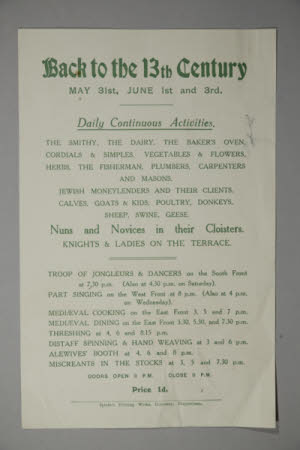 Back to the 13th Century
MAY 31st, JUNE 1st and 3rd.
Daily Continuous Activities.
THE SMITHY, THE DAIRY, THE BAKER'S OVEN,
CORDIALS & SIMPLES, VEGETABLES & FLOWERS,
HERBS, THE FISHERMAN, PLUMBERS, CARPENTERS
AND MASONS,
JEWISH MONEYLENDERS AND THEIR CLIENTS,
CALVES, GOATS & KIDS; POULTRY, DONKEYS,
SHEEP, SWINE, GEESE.
Nuns and Novices in their Cloisters.
KNIGHTS & LADIES ON THE TERRACE.
TROOP OF JONGLEURS & DANCERS on the South Front
at 7.30 p.m. (Also at 4.30 p.m. on Saturday).
PART SINGING on the West Front at 8 p.m. (Also at 4 p.m.
on Wednesday).
MEDIÆVAL COOKING on the East Front 3, 5 and 7 p.m.
MEDIÆVAL DINING on the East Front 3.30, 5.30, and 7.30 p.m.
THRESHING at 4, 6 and 8.15 p.m.
DISTAFF SPINNING & HAND WEAVING at 3 and 6 p.m.
ALEWIVES BOOTH at 4, 6 and 8 p.m.
MISCREANTS IN THE STOCKS at 3, 5 and 7.30 p.m.
DOORS OPEN P.M. CLOSE 9 P.M.
Price 1d.
Printing Works,